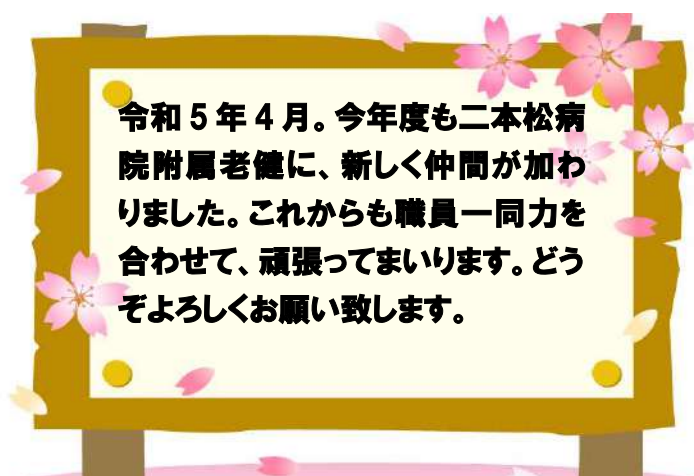 令和５年４月。今年度も二本松病
院附属老健に、新しく仲間が加わ
りました。これからも職員一同力を
合わせて、頑張ってまいります。どう
ぞよろしくお願い致します。